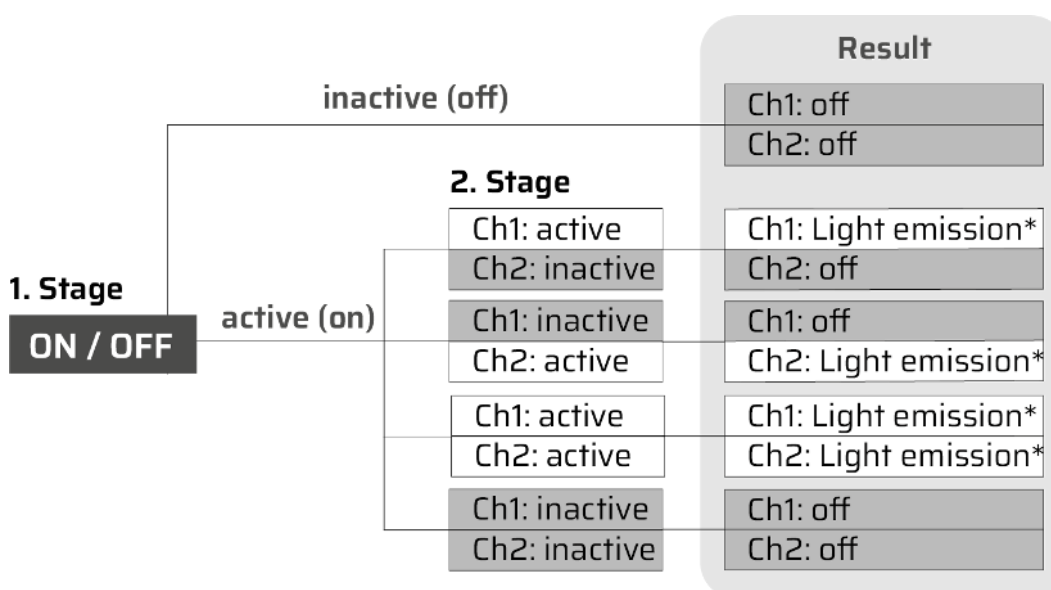 Result
inactive (off)
Ch1: off
Ch2: off
2. Stage
Ch1: active
Ch1: Light emission*
Ch2: inactive
Ch2: off
1. Stage
active (on)
Ch1: inactive
Ch1: off
ON / OFF
Ch2: active
Ch2: Light emission*
Ch1: active
Ch1: Light emission*
Ch2: active
Ch2: Light emission*
Ch1: inactive
Ch1: off
Ch2: inactive
Ch2: off